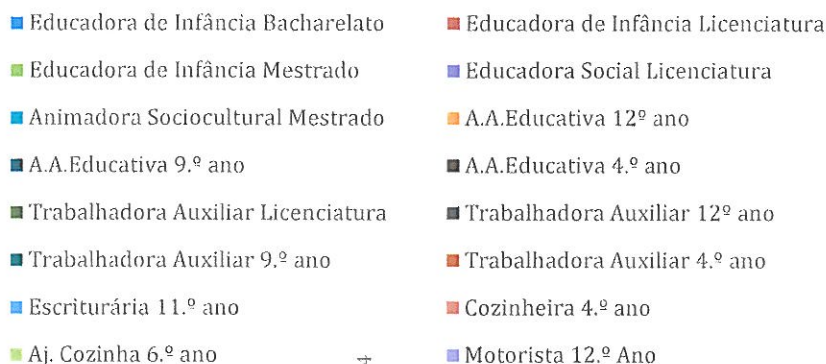 Educadora de Infância Bacharelato
Educadora de Infância Licenciatura
Educadora de Infância Mestrado
Educadora Social Licenciatura
Animadora Sociocultural Mestrado
A.A.Educativa 12º ano
A.A.Educativa 9.º ano
A.A.Educativa 4.º ano
Trabalhadora Auxiliar Licenciatura
Trabalhadora Auxiliar 12º ano
Trabalhadora Auxiliar 9.º ano
Trabalhadora Auxiliar 4.º ano
Escriturária 11.º ano
Cozinheira 4.º ano
Aj. Cozinha 6.º ano
Motorista 12.º Ano